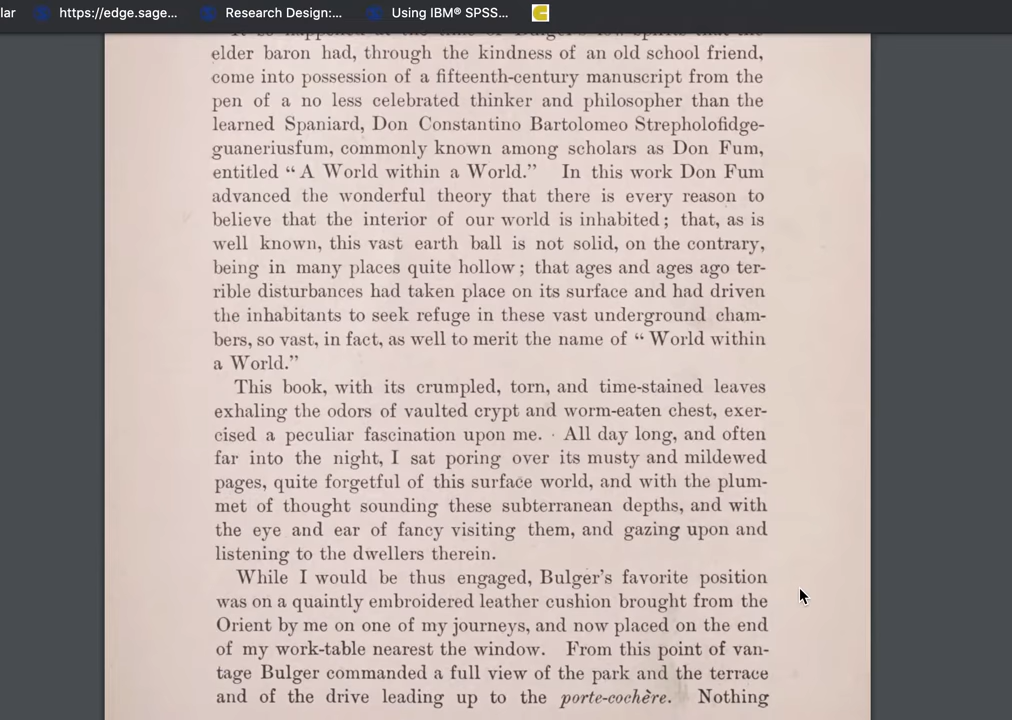 lar
https://edge.sage...
Research Design:...
Using IBM® SPSS...
elder baron had, through the kindness of an old school friend,
come into possession of a fifteenth-century manuscript from the
pen of a no less celebrated thinker and philosopher than the
learned Spaniard, Don Constantino Bartolomeo Strepholofidge-
guaneriusfum, commonly known among scholars as Don Fum,
entitled “A World within a World.” In this work Don Fum
advanced the wonderful theory that there is every reason to
believe that the interior of our world is inhabited; that, as is
well known, this vast earth ball is not solid, on the contrary,
being in many places quite hollow; that ages and ages ago ter-
rible disturbances had taken place on its surface and had driven
the inhabitants to seek refuge in these vast underground cham-
bers, so vast, in fact, as well to merit the name of “World within
a World.”
This book, with its crumpled, torn, and time-stained leaves
exhaling the odors of vaulted crypt and worm-eaten chest, exer-
cised a peculiar fascination upon me. All day long, and often
far into the night, I sat poring over its musty and mildewed
pages, quite forgetful of this surface world, and with the plum-
met of thought sounding these subterranean depths, and with
the eye and ear of fancy visiting them, and gazing upon and
listening to the dwellers therein.
While I would be thus engaged, Bulger’s favorite position
was on a quaintly embroidered leather cushion brought from the
Orient by me on one of my journeys, and now placed on the end
of my work-table nearest the window. From this point of van-
tage Bulger commanded a full view of the park and the terrace
and of the drive leading up to the porte-cochère. Nothing